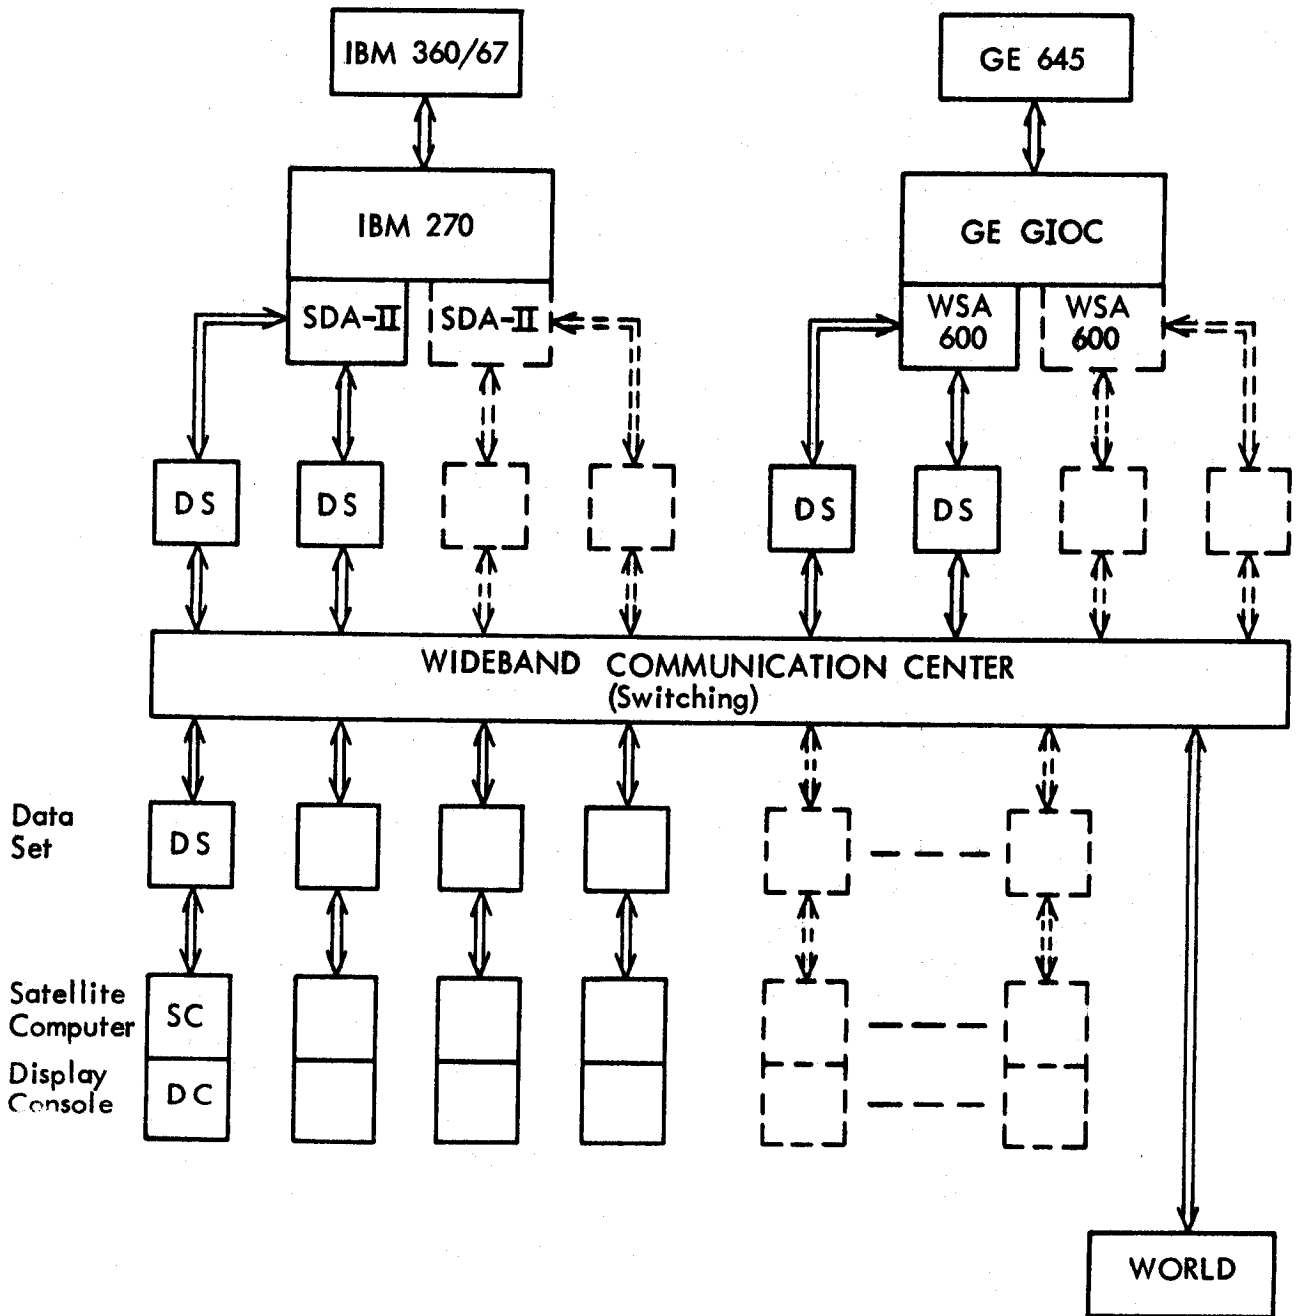 IBM 360/67
GE 645
IBM 270
GE GIOC
SDA-II
SDA-II
WSA
600
WSA
600
DS
DS
DS
DS
WIDEBAND COMMUNICATION CENTER
(Switching)
Data
Set
DS
Satellite
Computer
SC
Display
Console
DC
WORLD